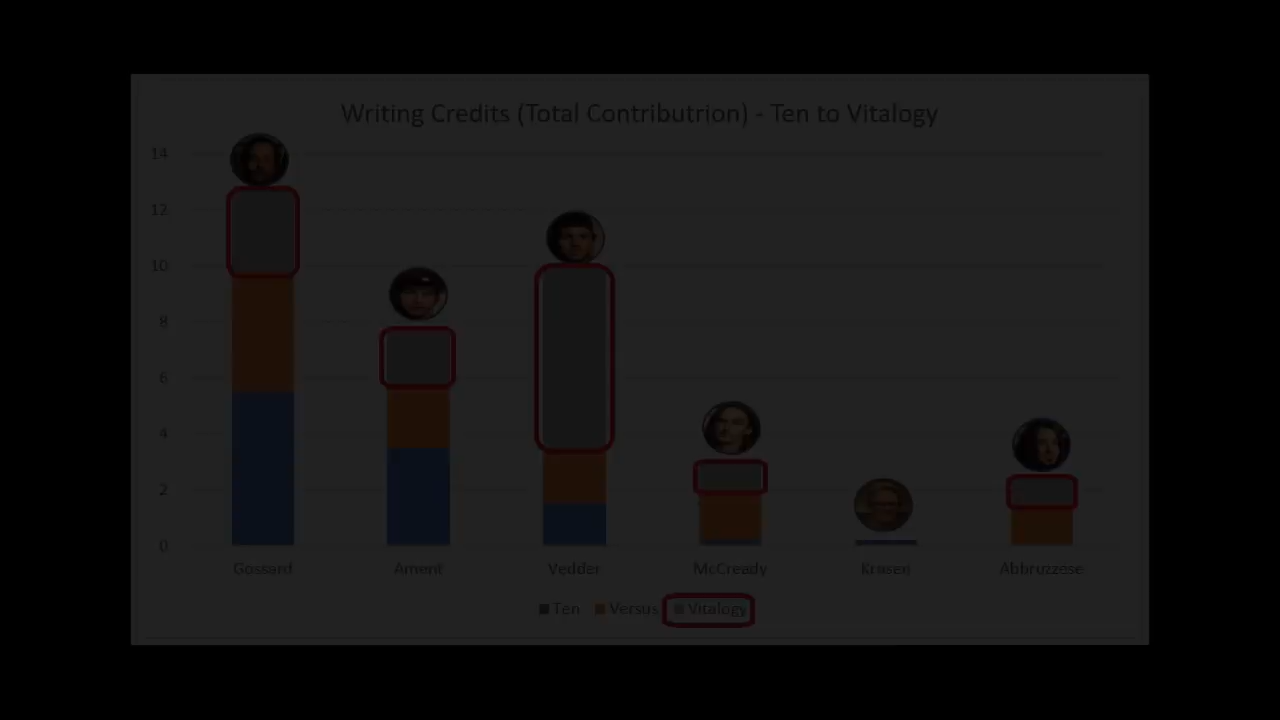 Writing Credits (Total Contributrion) - Ten to Vitalogy
14
12
10
8
6
4
2
0
Gossard Ament Vedder McCready Krusen Abbruzzese
Ten Versus Vitalogy